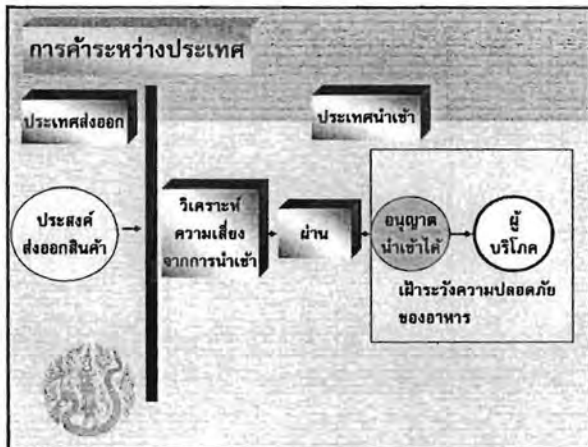 การค้าระหว่างประเทศ
ประเทศส่งออก
ประเทศนำเข้า
ประสงค์
ส่งออกสินค้า
วิเคราะห์
ความเสี่ยง
จากการนำเข้า
ผ่าน
อนุญาต
นำเข้าได้
ผู้
บริโภค
เฝ้าระวังความปลอดภัย
ของอาหาร